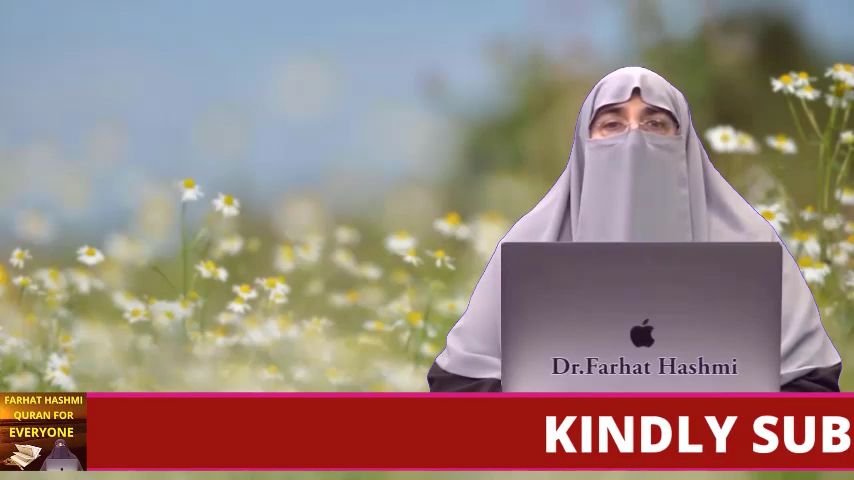 Dr.Farhat Hashmi
FARHAT HASHMI
QURAN FOR
EVERYONE
KINDLY SUB